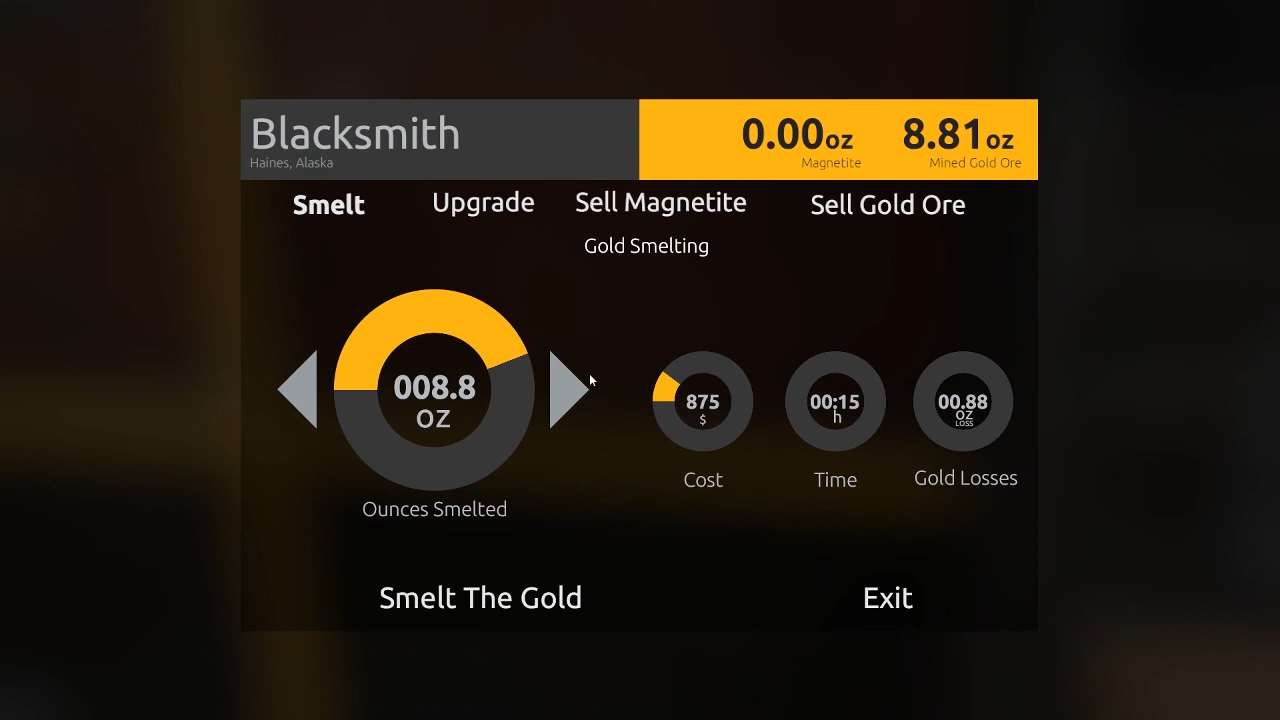 Blacksmith
Haines, Alaska
0.00oz
Magnetite
8.81oz
Mined Gold Ore
Smelt
Upgrade
Sell Magnetite
Sell Gold Ore
Gold Smelting
008.8
OZ
Ounces Smelted
875
$
Cost
00:15
h
Time
00.88
OZ
LOSS
Gold Losses
Smelt The Gold
Exit